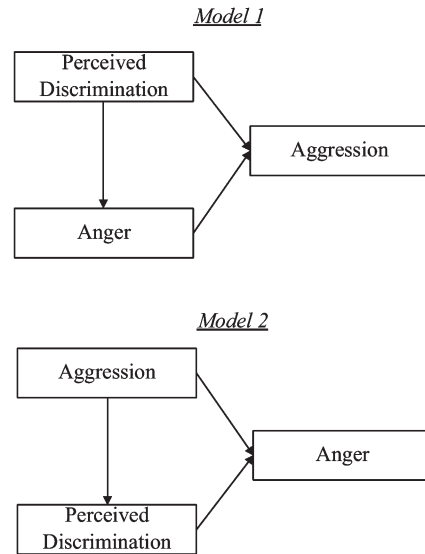 Model 1
Perceived
Discrimination
Aggression
Anger
Model 2
Aggression
Anger
Perceived
Discrimination